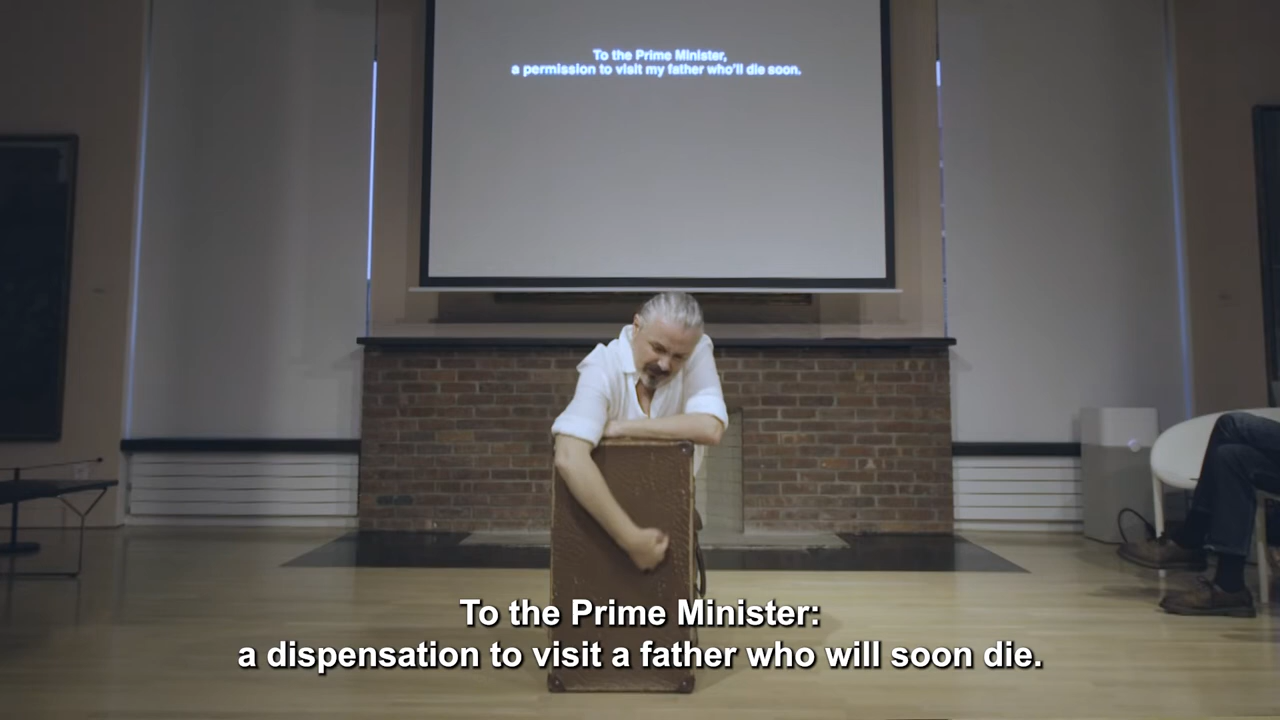 To the Prime Minister,
a permission to visit my father who'll die soon.
To the Prime Minister:
a dispensation to visit a father who will soon die.